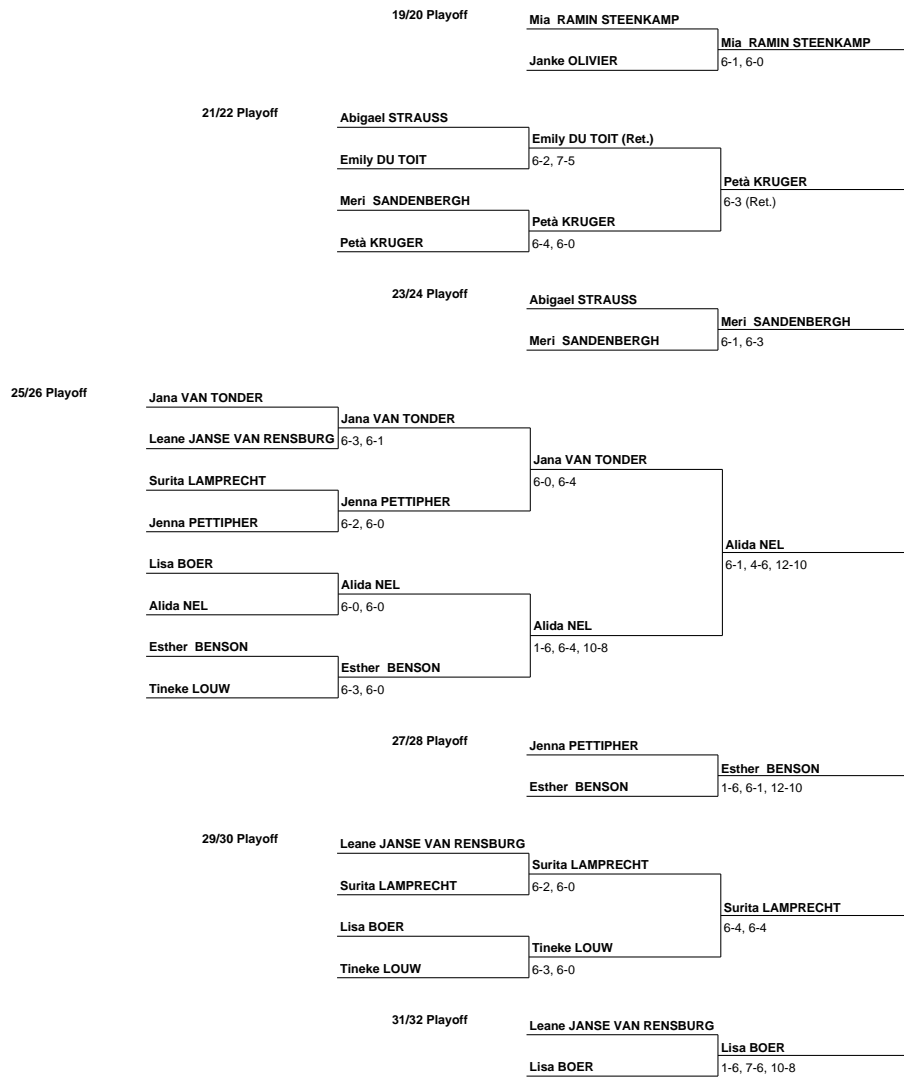 19/20 Playoff
Mia RAMIN STEENKAMP
Mia RAMIN STEENKAMP
Janke OLIVIER
6-1, 6-0
21/22 Playoff
Abigael STRAUSS
Emily DU TOIT (Ret.)
Emily DU TOIT
6-2, 7-5
Petà KRUGER
Meri SANDENBERGH
6-3 (Ret.)
Petà KRUGER
Petà KRUGER
6-4, 6-0
23/24 Playoff
Abigael STRAUSS
Meri SANDENBERGH
Meri SANDENBERGH
6-1, 6-3
25/26 Playoff
Jana VAN TONDER
Jana VAN TONDER
Leane JANSE VAN RENSBURG
6-3, 6-1
Jana VAN TONDER
Surita LAMPRECHT
6-0, 6-4
Jenna PETTIPHER
Jenna PETTIPHER
6-2, 6-0
Alida NEL
Lisa BOER
6-1, 4-6, 12-10
Alida NEL
Alida NEL
6-0, 6-0
Alida NEL
Esther BENSON
1-6, 6-4, 10-8
Esther BENSON
Tineke LOUW
6-3, 6-0
27/28 Playoff
Jenna PETTIPHER
Esther BENSON
Esther BENSON
1-6, 6-1, 12-10
29/30 Playoff
Leane JANSE VAN RENSBURG
Surita LAMPRECHT
Surita LAMPRECHT
6-2, 6-0
Surita LAMPRECHT
Lisa BOER
6-4, 6-4
Tineke LOUW
Tineke LOUW
6-3, 6-0
31/32 Playoff
Leane JANSE VAN RENSBURG
Lisa BOER
Lisa BOER
1-6, 7-6, 10-8